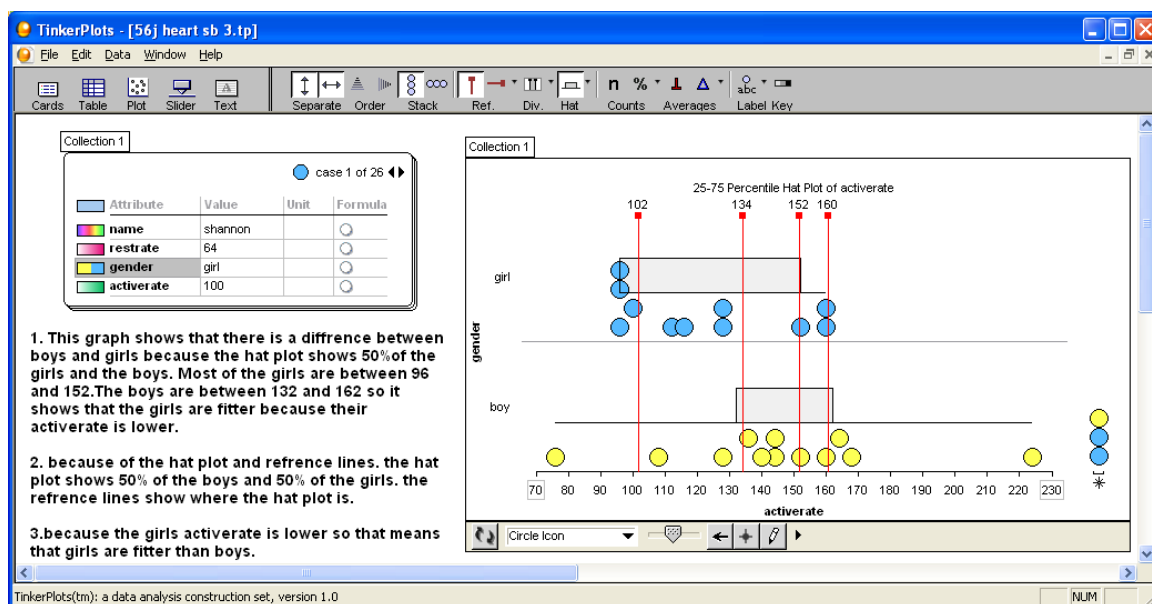 TinkerPlots - [56j heart sb 3.tp]
File Edit Data Window Help
Cards Table Plot Slider Text Separate Order Stack Ref. Div. Hat Counts Averages Label Key
n %
A
abc
Collection 1
case 1 of 26
Attribute Value Unit Formula
name shannon
restrate 64
gender girl
activerate 100
1. This graph shows that there is a diffrence between
boys and girls because the hat plot shows 50%of the
girls and the boys. Most of the girls are between 96
and 152.The boys are between 132 and 162 so it
shows that the girls are fitter because their
activerate is lower.
2. because of the hat plot and refrence lines. the hat
plot shows 50% of the boys and 50% of the girls. the
refrence lines show where the hat plot is.
3.because the girls activerate is lower so that means
that girls are fitter than boys.
Collection 1
25-75 Percentile Hat Plot of activerate
102 134 152 160
girl
gender
boy
70 80 90 100 110 120 130 140 150 160 170 180 190 200 210 220 230
*
activerate
Circle Icon
TinkerPlots(tm): a data analysis construction set, version 1.0
NUM